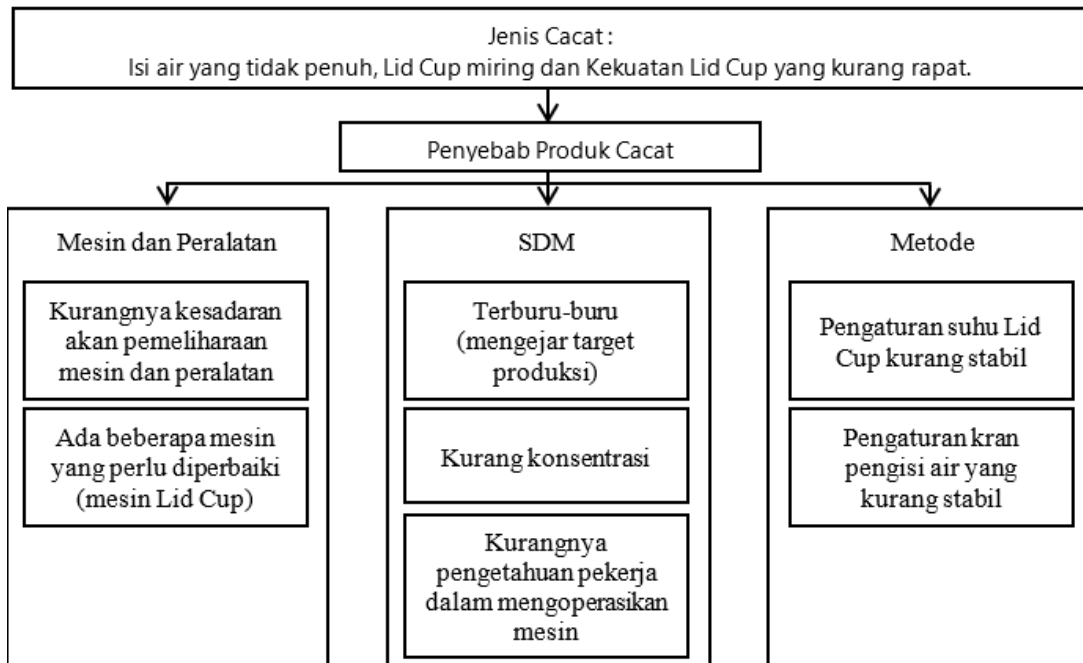 Jenis Cacat :
Isi air yang tidak penuh, Lid Cup miring dan Kekuatan Lid Cup yang kurang rapat.
Penyebab Produk Cacat
Mesin dan Peralatan
Kurangnya kesadaran
akan pemeliharaan
mesin dan peralatan
Ada beberapa mesin
yang perlu diperbaiki
(mesin Lid Cup)
SDM
Terburu-buru
(mengejar target
produksi)
Kurang konsentrasi
Kurangnya
pengetahuan pekerja
dalam mengoperasikan
mesin
Metode
Pengaturan suhu Lid
Cup kurang stabil
Pengaturan kran
pengisi air yang
kurang stabil